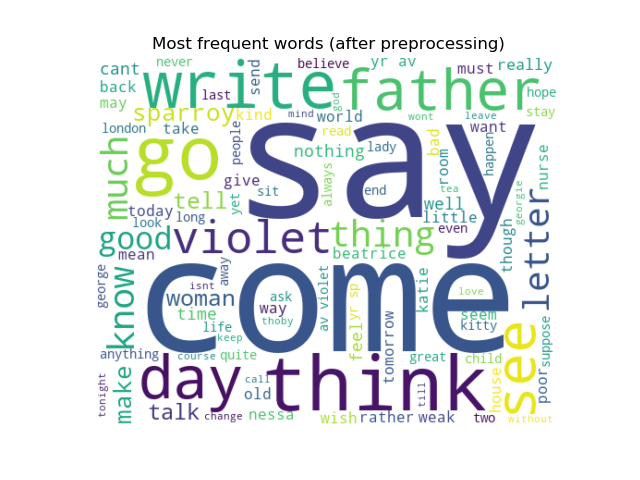 Most frequent words (after preprocessing)
cant never write send believe father yr av must really
back may last god hope
sparroy kind mind world wont leave stay
london take people say read bad want
much go nothing lady room happen nurse
give always end tea georgie
tell yet sit well little
today look long violet thing even though letter
good mean beatrice
george know away come katie love
woman ask way av violet yr sp seem
time life thoby feel tomorrow kitty see suppose
isnt keep
anything course quite great child
day call think till house poor
tonight make old
talk change nessa wish rather weak two without